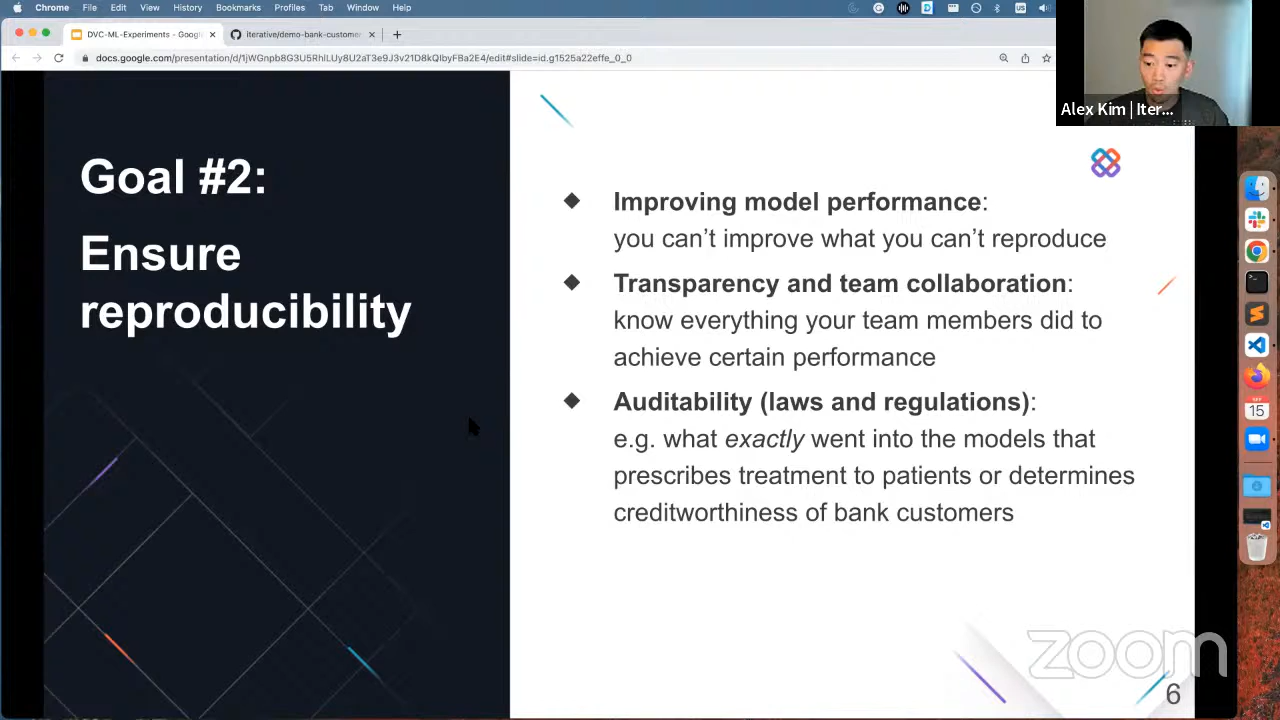 Chrome File Edit View History Bookmarks Profiles Tab Window Help
DVC-ML-Experiments - Googl
iterative/demo-bank-customer
docs.google.com/presentation/d/1jWGnpb8G3U5RhlLUy8U2aT3e9J3v21D8kQlbyFBa2E4/edit#slide=id.g1525a22effe_0_0
Alex Kim | Iter...
Goal #2:
Ensure
reproducibility
Improving model performance:
you can't improve what you can't reproduce
Transparency and team collaboration:
know everything your team members did to
achieve certain performance
Auditability (laws and regulations):
e.g. what exactly went into the models that
prescribes treatment to patients or determines
creditworthiness of bank customers
15
zoom
6